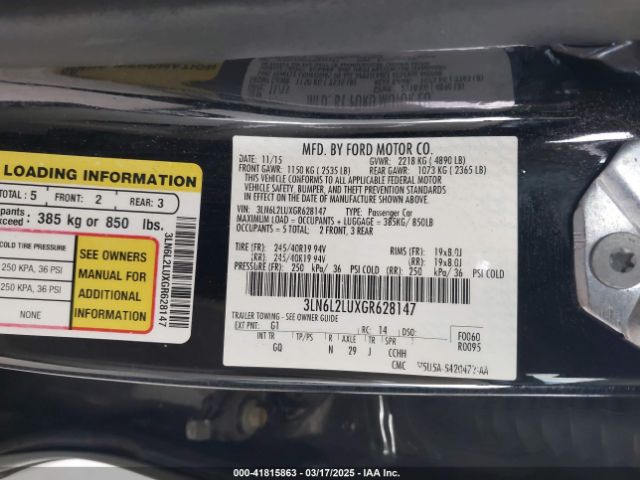 LOADING INFORMATION
TOTAL: 5 FRONT: 2 REAR: 3
385 kg or 850 lbs.
COLD TIRE PRESSURE
250 KPA, 36 PSI
250 KPA, 36 PSI
NONE
SEE OWNERS
MANUAL FOR
ADDITIONAL
INFORMATION
3LN6L2LUXGR628147
MFD. BY FORD MOTOR CO.
DATE: 11/15 GVWR: 2218 KG ( 4890 LB)
FRONT GAWR: 1150 KG ( 2535 LB) REAR GAWR: 1073 KG ( 2365 LB)
THIS VEHICLE CONFORMS TO ALL APPLICABLE FEDERAL MOTOR
VEHICLE SAFETY, BUMPER, AND THEFT PREVENTION STANDARDS
IN EFFECT ON THE DATE OF MANUFACTURE SHOWN ABOVE.
VIN: 3LN6L2LUXGR628147 TYPE: Passenger Car
MAXIMUM LOAD = OCCUPANTS + LUGGAGE = 385KG/ 850LB
OCCUPANTS = 5 TOTAL: 2 FRONT, 3 REAR
TIRE (FR): 245/40R19 94V RIMS (FR): 19x8.0J
(RR): 245/40R19 94V (RR): 19x8.0J
PRESSURE (FR): 250 kPa/ 36 PSI COLD (RR): 250 kPa/ 36 PSI COLD
3LN6L2LUXGR628147
TRAILER TOWING - SEE OWNER GUIDE
EXT PNT: G1 RC: 14 DSO: F0060
R0095
INT TR TP/PS R AXLE TR SPR
GQ N 29 J CCHH
CMC
#40-41815863 - 03/17/2025 - IAA Inc.